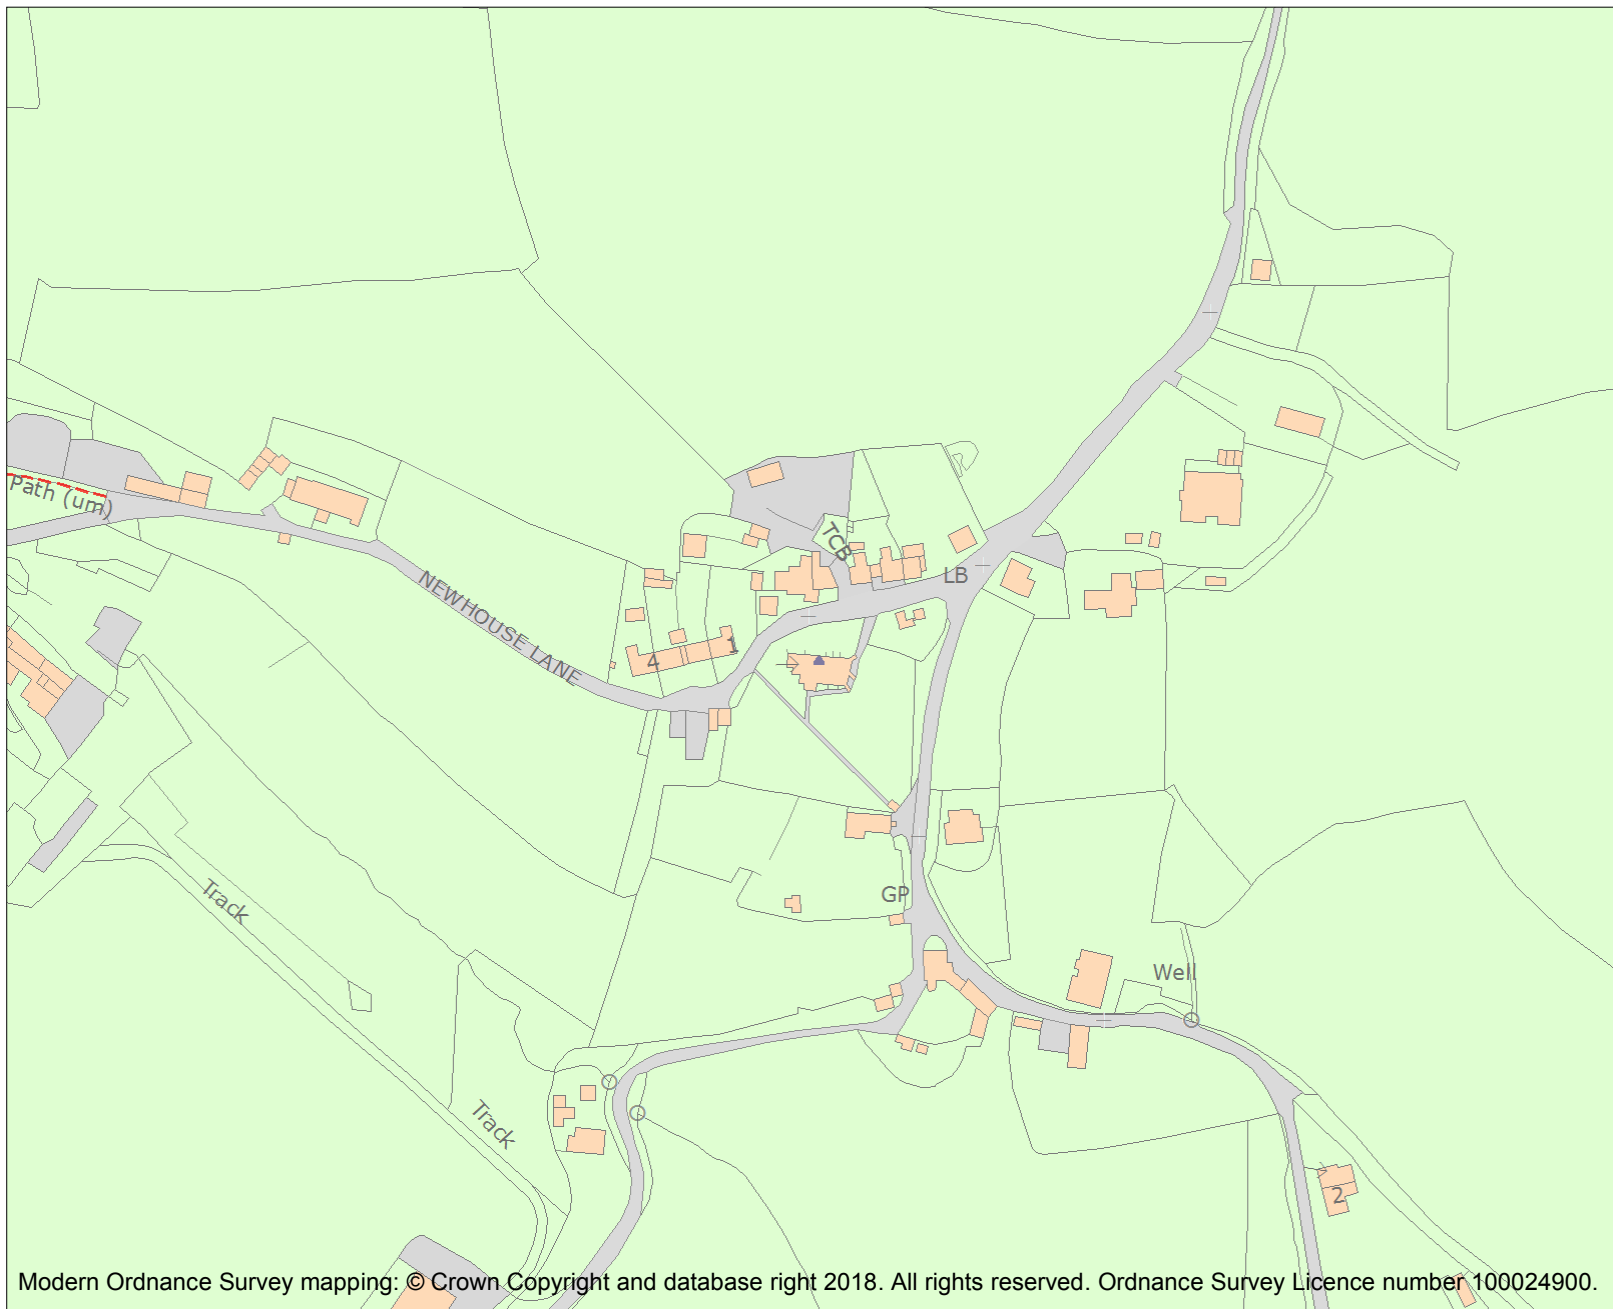 Path (um)
TCB
LB
NEWHOUSE LANE
4
1
GP
Track
Well
Track
2
Modern Ordnance Survey mapping: © Crown Copyright and database right 2018. All rights reserved. Ordnance Survey Licence number 100024900.